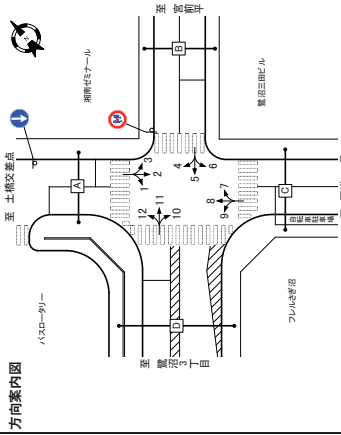 方向案内図
至 土橋交差点
バスロータリー
湘南ゼミナール
至 宮前平
A
B
C
D
1
2
3
4
5
6
7
8
9
10
11
12
至 鷺沼3丁目
鷺沼三田ビル
フレルさぎ沼
自転車駐車場